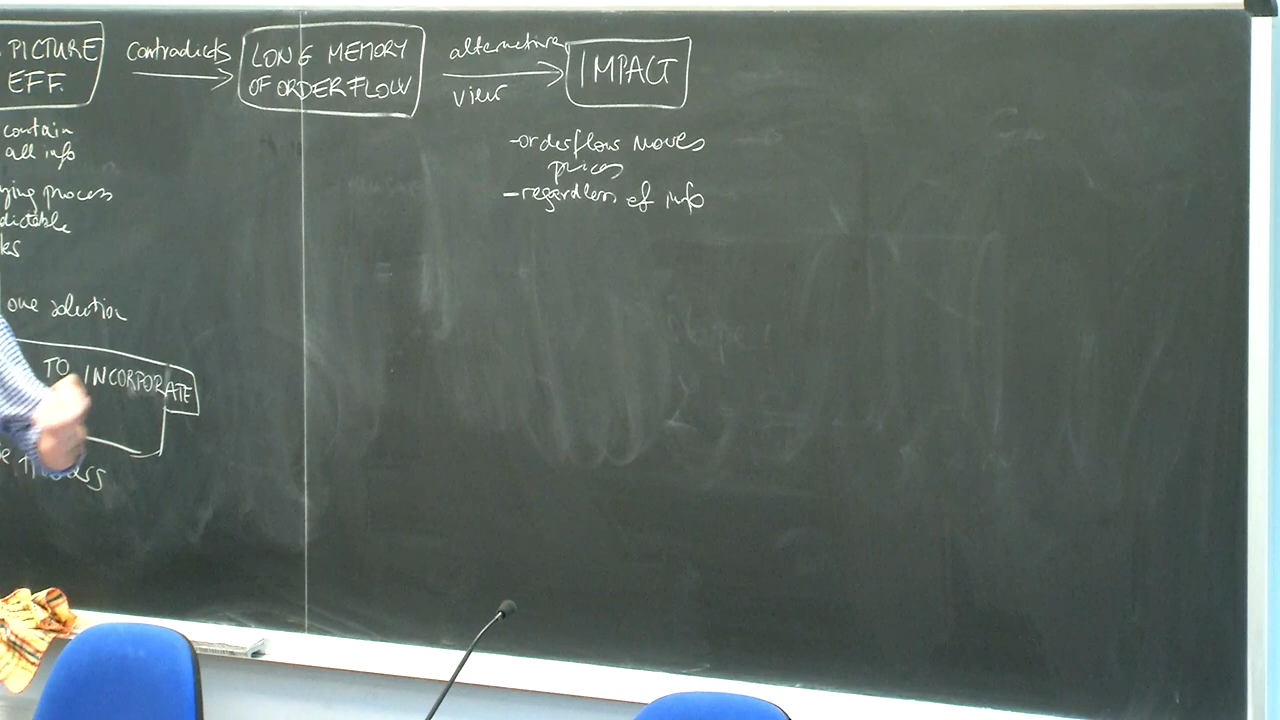 PICTURE
EFF.
contradicts
LONG MEMORY
OF ORDERFLOW
alternative
view
IMPACT
contain
all info
ying process
dictable
ks
one solution
TO INCORPORATE
-orderflow moves
prices
-regardless of info